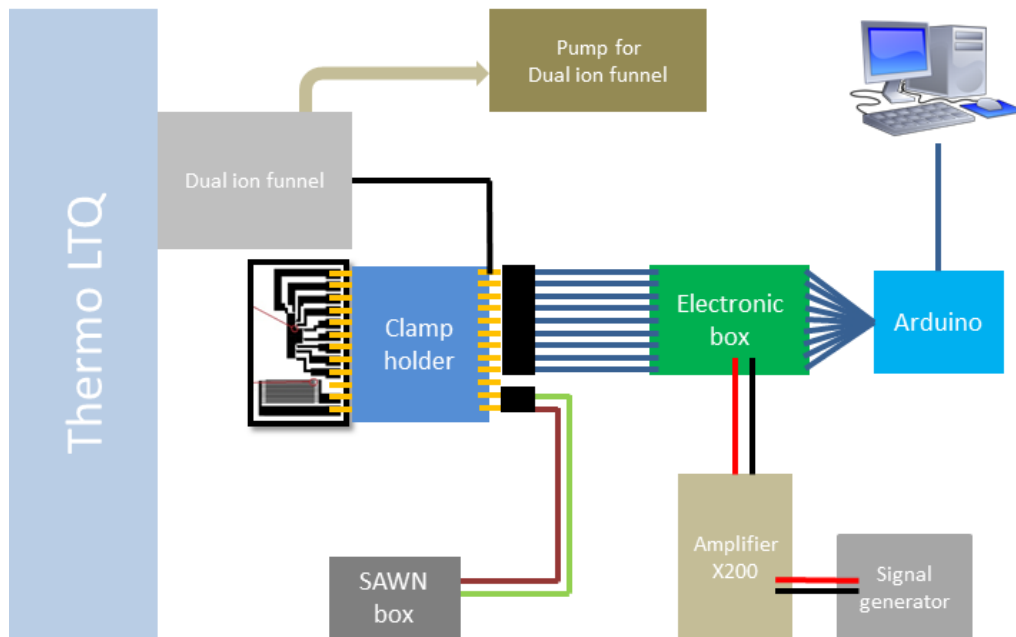 Thermo LTQ
Pump for
Dual ion funnel
Dual ion funnel
Clamp
holder
Electronic
box
Arduino
SAWN
box
Amplifier
X200
Signal
generator